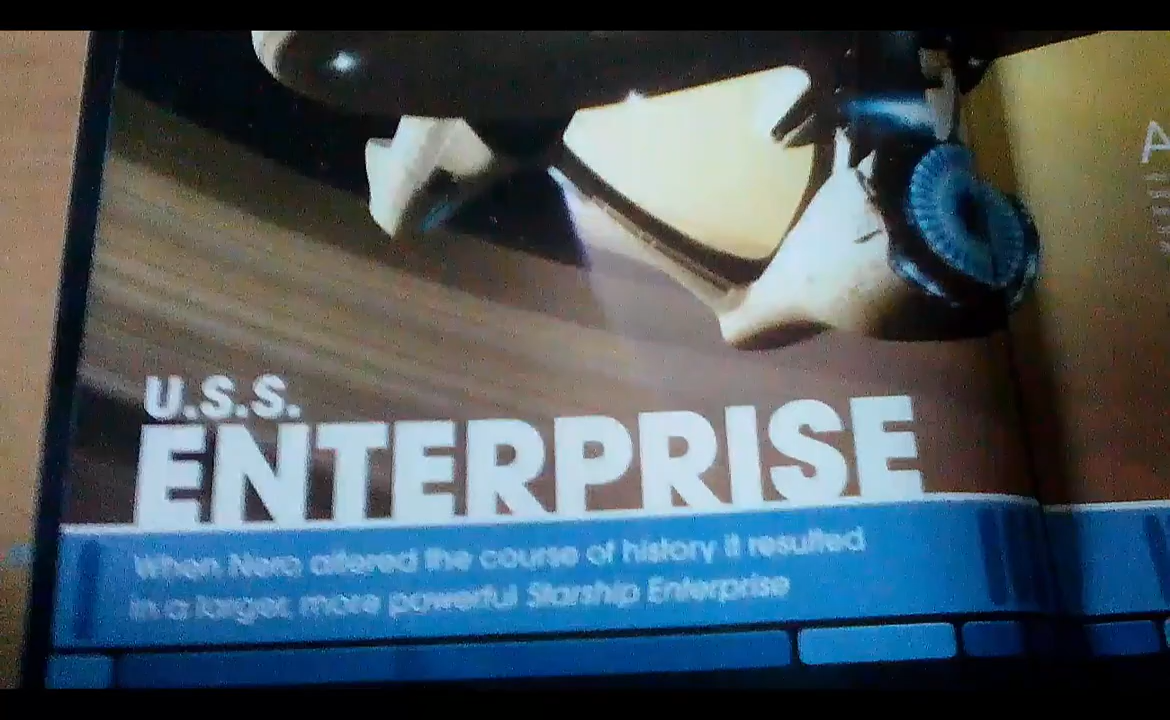 U.S.S.
ENTERPRISE
When Nero altered the course of history it resulted
in a larger, more powerful Starship Enterprise
A